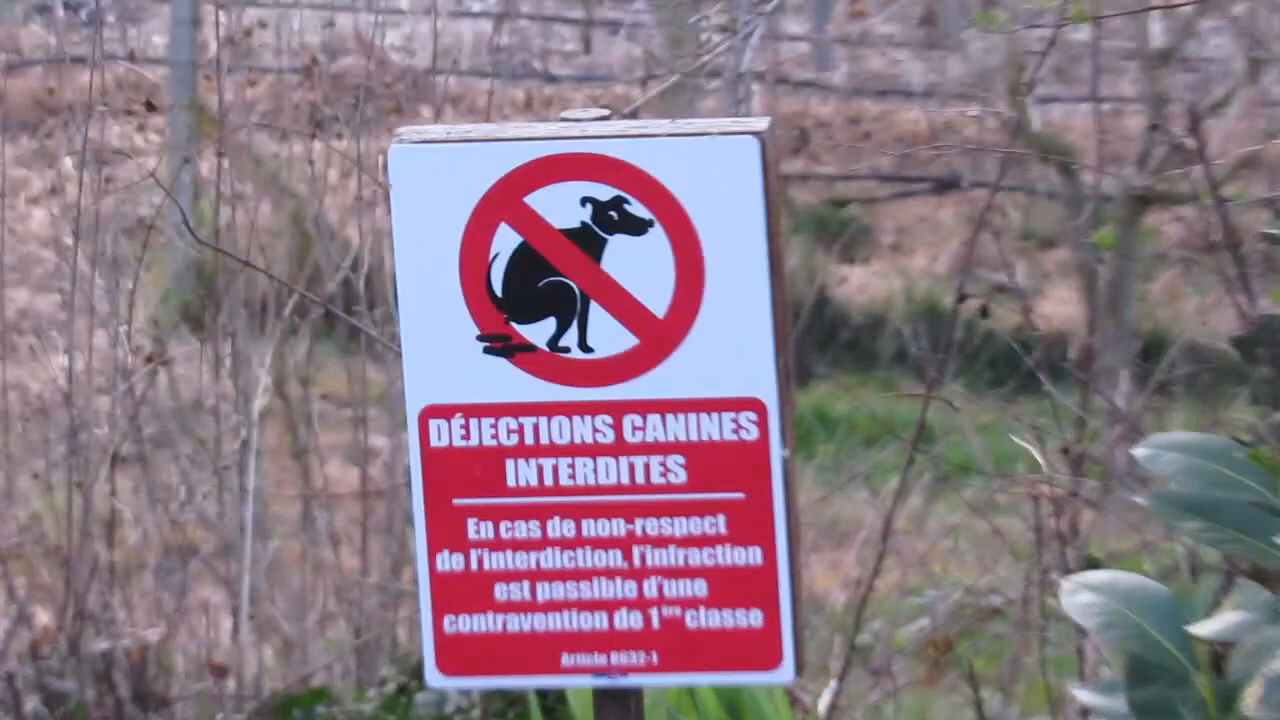 DÉJECTIONS CANINES
INTERDITES
En cas de non-respect
de l'interdiction, l'infraction
est passible d'une
contravention de 1ère classe
Article R632-1